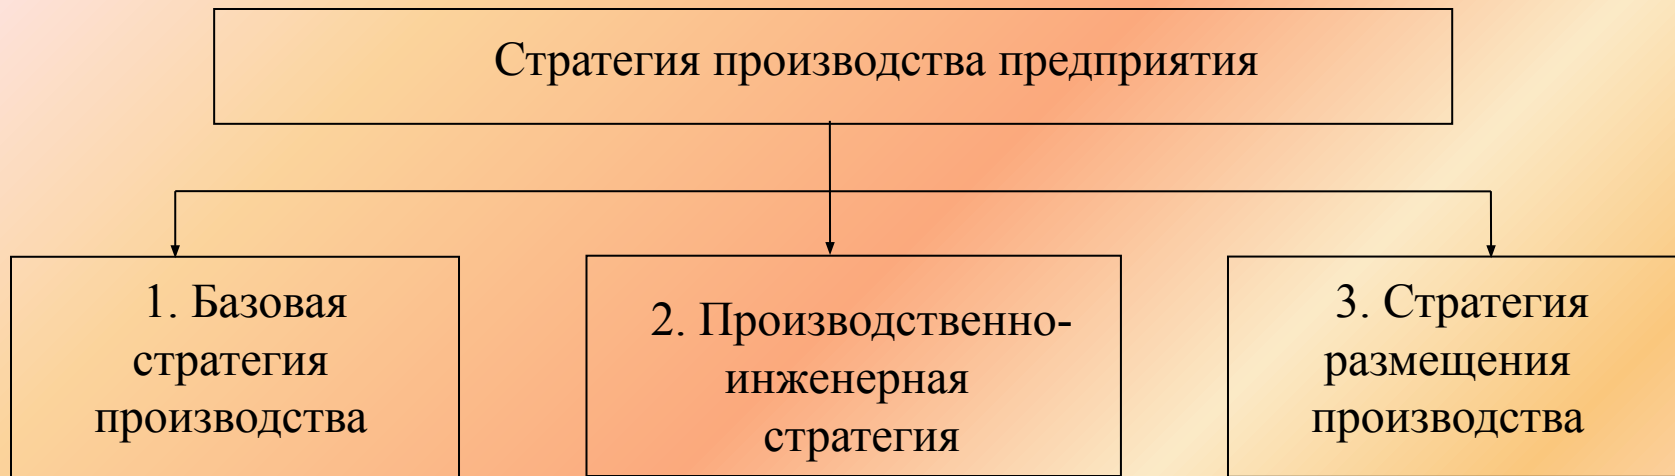 Стратегия производства предприятия
1. Базовая
стратегия
производства
2. Производственно-
инженерная
стратегия
3. Стратегия
размещения
производства